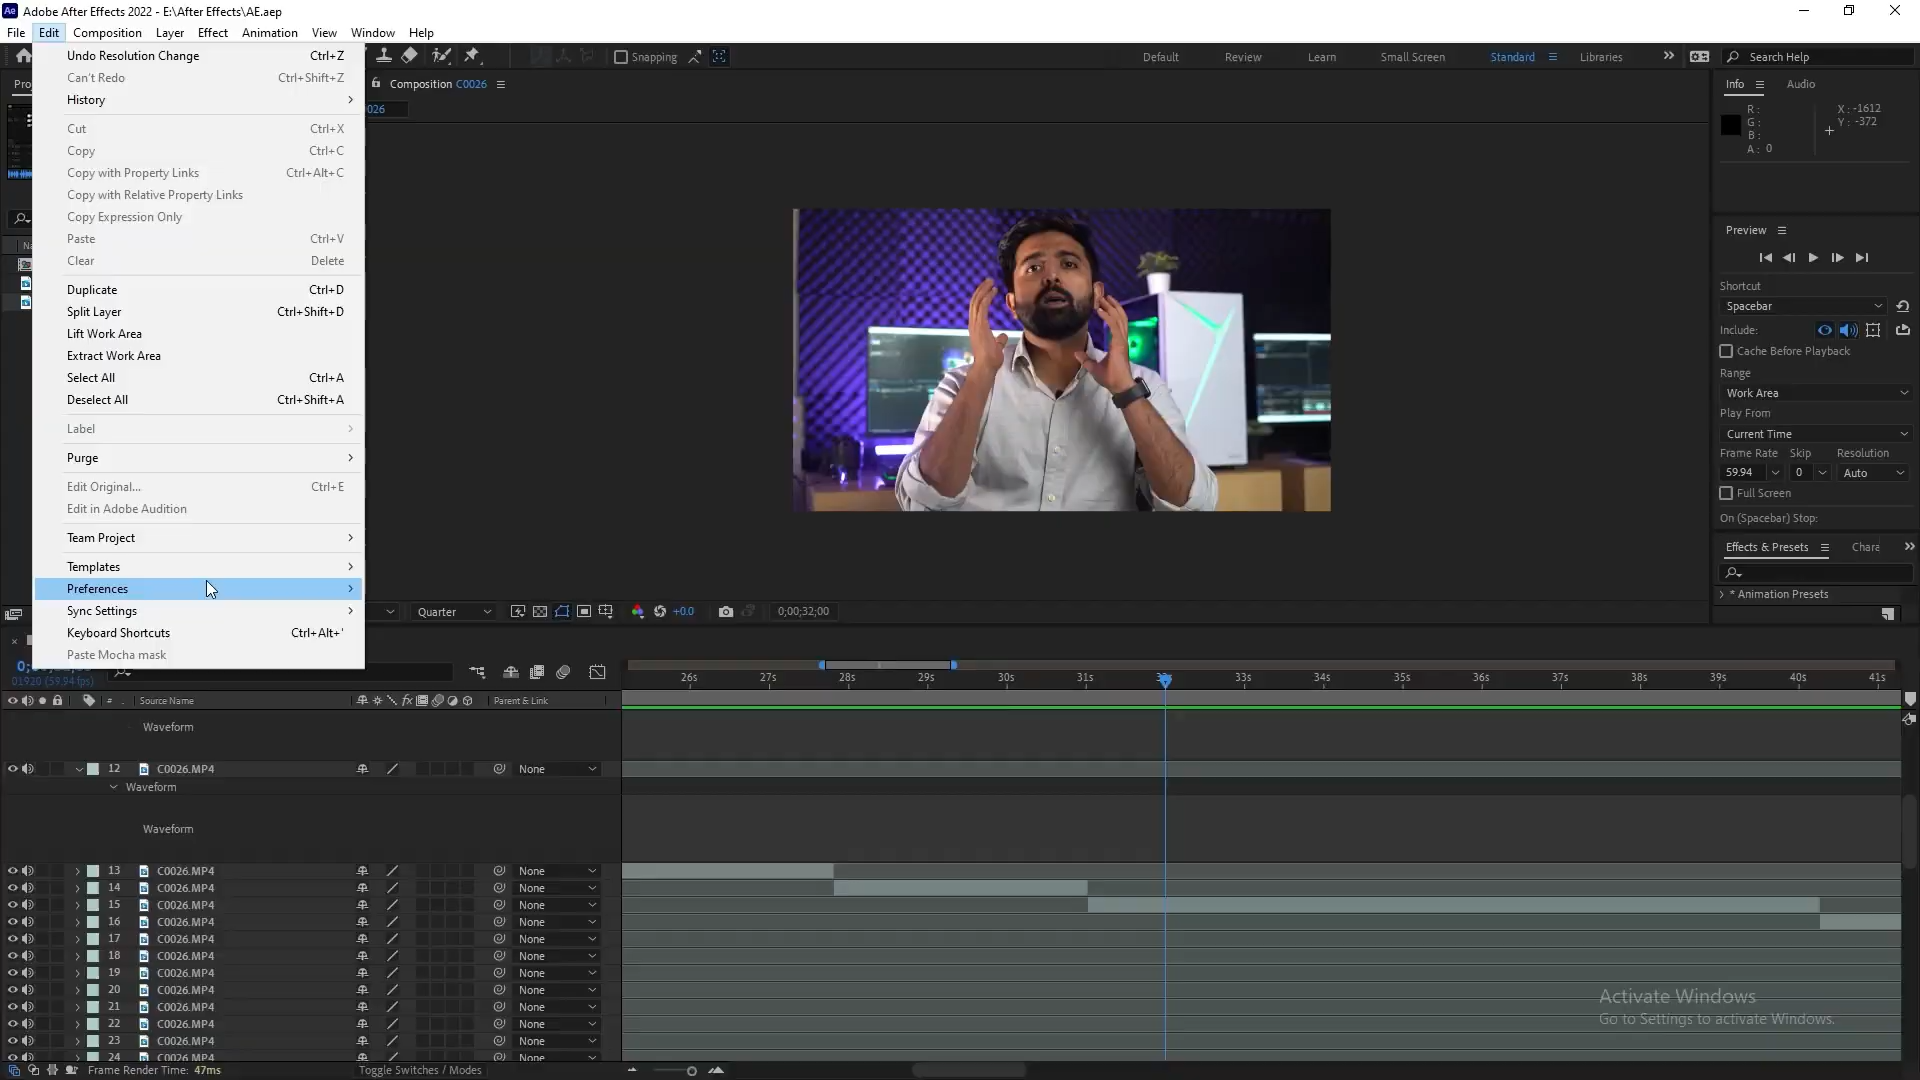 Adobe After Effects 2022 - E:\After Effects\AE.aep
File Edit Composition Layer Effect Animation View Window Help
Snapping Default Review Learn Small Screen Standard Libraries Search Help
Undo Resolution Change Ctrl+Z
Can't Redo Ctrl+Shift+Z
History
Cut Ctrl+X
Copy Ctrl+C
Copy with Property Links Ctrl+Alt+C
Copy with Relative Property Links
Copy Expression Only
Paste Ctrl+V
Clear Delete
Duplicate Ctrl+D
Split Layer Ctrl+Shift+D
Lift Work Area
Extract Work Area
Select All Ctrl+A
Deselect All Ctrl+Shift+A
Label
Purge
Edit Original... Ctrl+E
Edit in Adobe Audition
Team Project
Templates
Preferences
Sync Settings
Keyboard Shortcuts Ctrl+Alt+'
Paste Mocha mask
Composition C0026
026
Info Audio
R: X: -1612
G: Y: -372
B:
A: 0
Preview
Shortcut
Spacebar
Include:
Cache Before Playback
Range
Work Area
Play From
Current Time
Frame Rate Skip Resolution
59.94 0 Auto
Full Screen
On (Spacebar) Stop:
Effects & Presets Chara
* Animation Presets
Quarter +0.0 0;00;32;00
01920 (59.94 fps)
26s 27s 28s 29s 30s 31s 33s 34s 35s 36s 37s 38s 39s 40s 41s
# Source Name fx Parent & Link
Waveform
12 C0026.MP4 None
Waveform
Waveform
13 C0026.MP4 None
14 C0026.MP4 None
15 C0026.MP4 None
16 C0026.MP4 None
17 C0026.MP4 None
18 C0026.MP4 None
19 C0026.MP4 None
20 C0026.MP4 None
21 C0026.MP4 None
22 C0026.MP4 None
23 C0026.MP4 None
24 C0026.MP4 None
Activate Windows
Go to Settings to activate Windows.
Frame Render Time: 47ms Toggle Switches / Modes